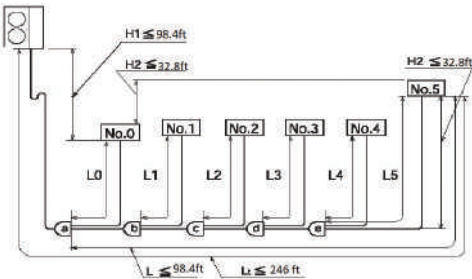 H1 ≦98.4ft
H2 ≦32.8ft
H2 ≦32.8ft
No.5
No.0
No.1
No.2
No.3
No.4
L0
L1
L2
L3
L4
L5
a
b
c
d
e
L ≦98.4ft
L₁ ≦ 246 ft